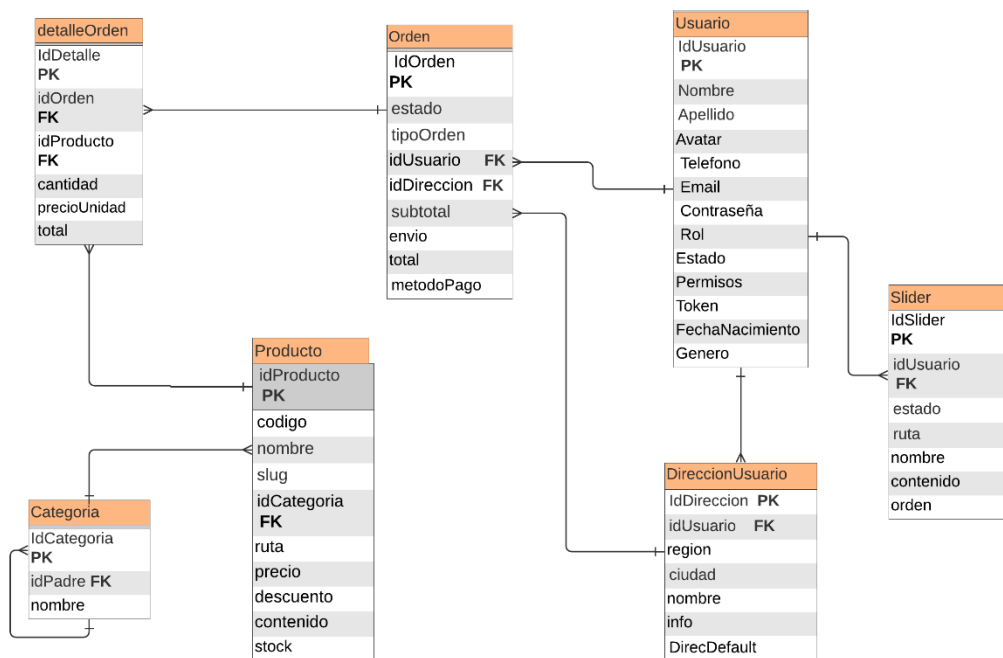 detalleOrden
IdDetalle
PK
idOrden
FK
idProducto
FK
cantidad
precioUnidad
total
Orden
IdOrden
PK
estado
tipoOrden
idUsuario FK
idDireccion FK
subtotal
envio
total
metodoPago
Usuario
IdUsuario
PK
Nombre
Apellido
Avatar
Telefono
Email
Contraseña
Rol
Estado
Permisos
Token
FechaNacimiento
Genero
Slider
IdSlider
PK
idUsuario
FK
estado
ruta
nombre
contenido
orden
Producto
idProducto
PK
codigo
nombre
slug
idCategoria
FK
ruta
precio
descuento
contenido
stock
Categoria
IdCategoria
PK
idPadre FK
nombre
DireccionUsuario
IdDireccion PK
idUsuario FK
region
ciudad
nombre
info
DirecDefault